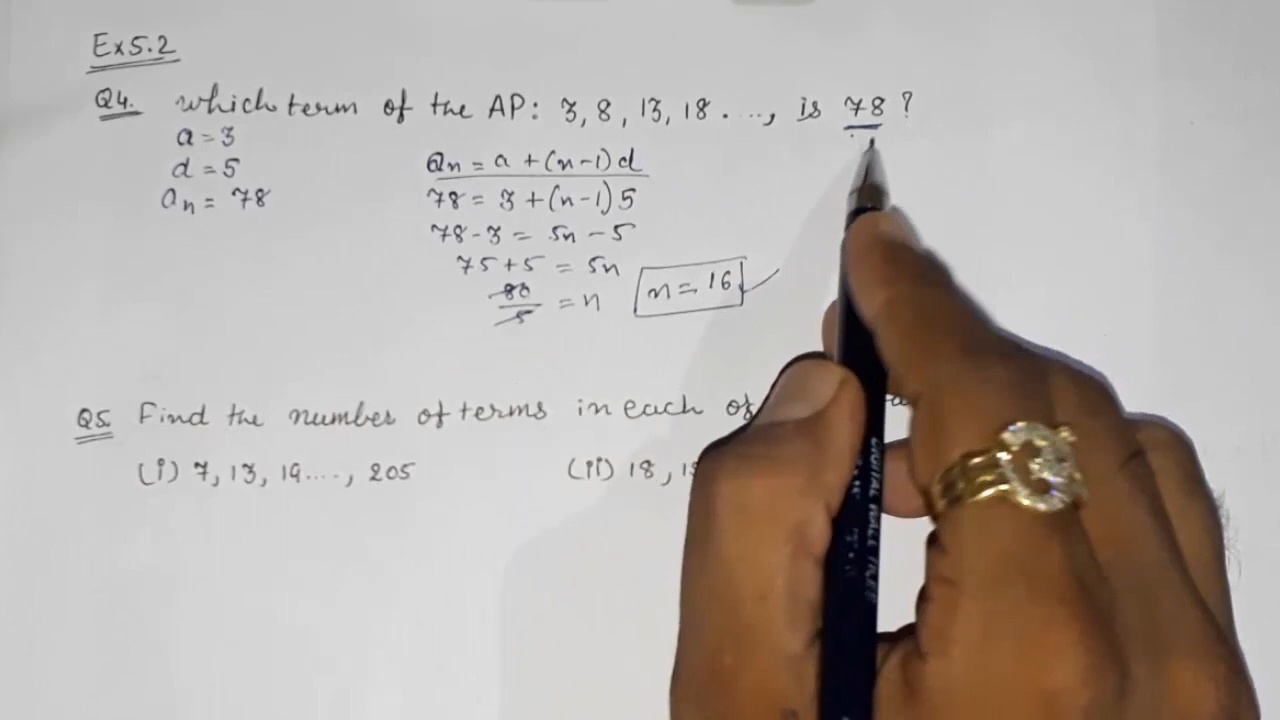 Ex5.2
Q4. which term of the AP: 3, 8, 13, 18 ...., is 78 ?
a = 3
d = 5
an = 78
an = a + (n-1) d
78 = 3 + (n-1) 5
78 - 3 = 5n - 5
75 + 5 = 5n
80/5 = n
n = 16
Q5. Find the number of terms in each of
(i) 7, 13, 19...., 205
(ii) 18,